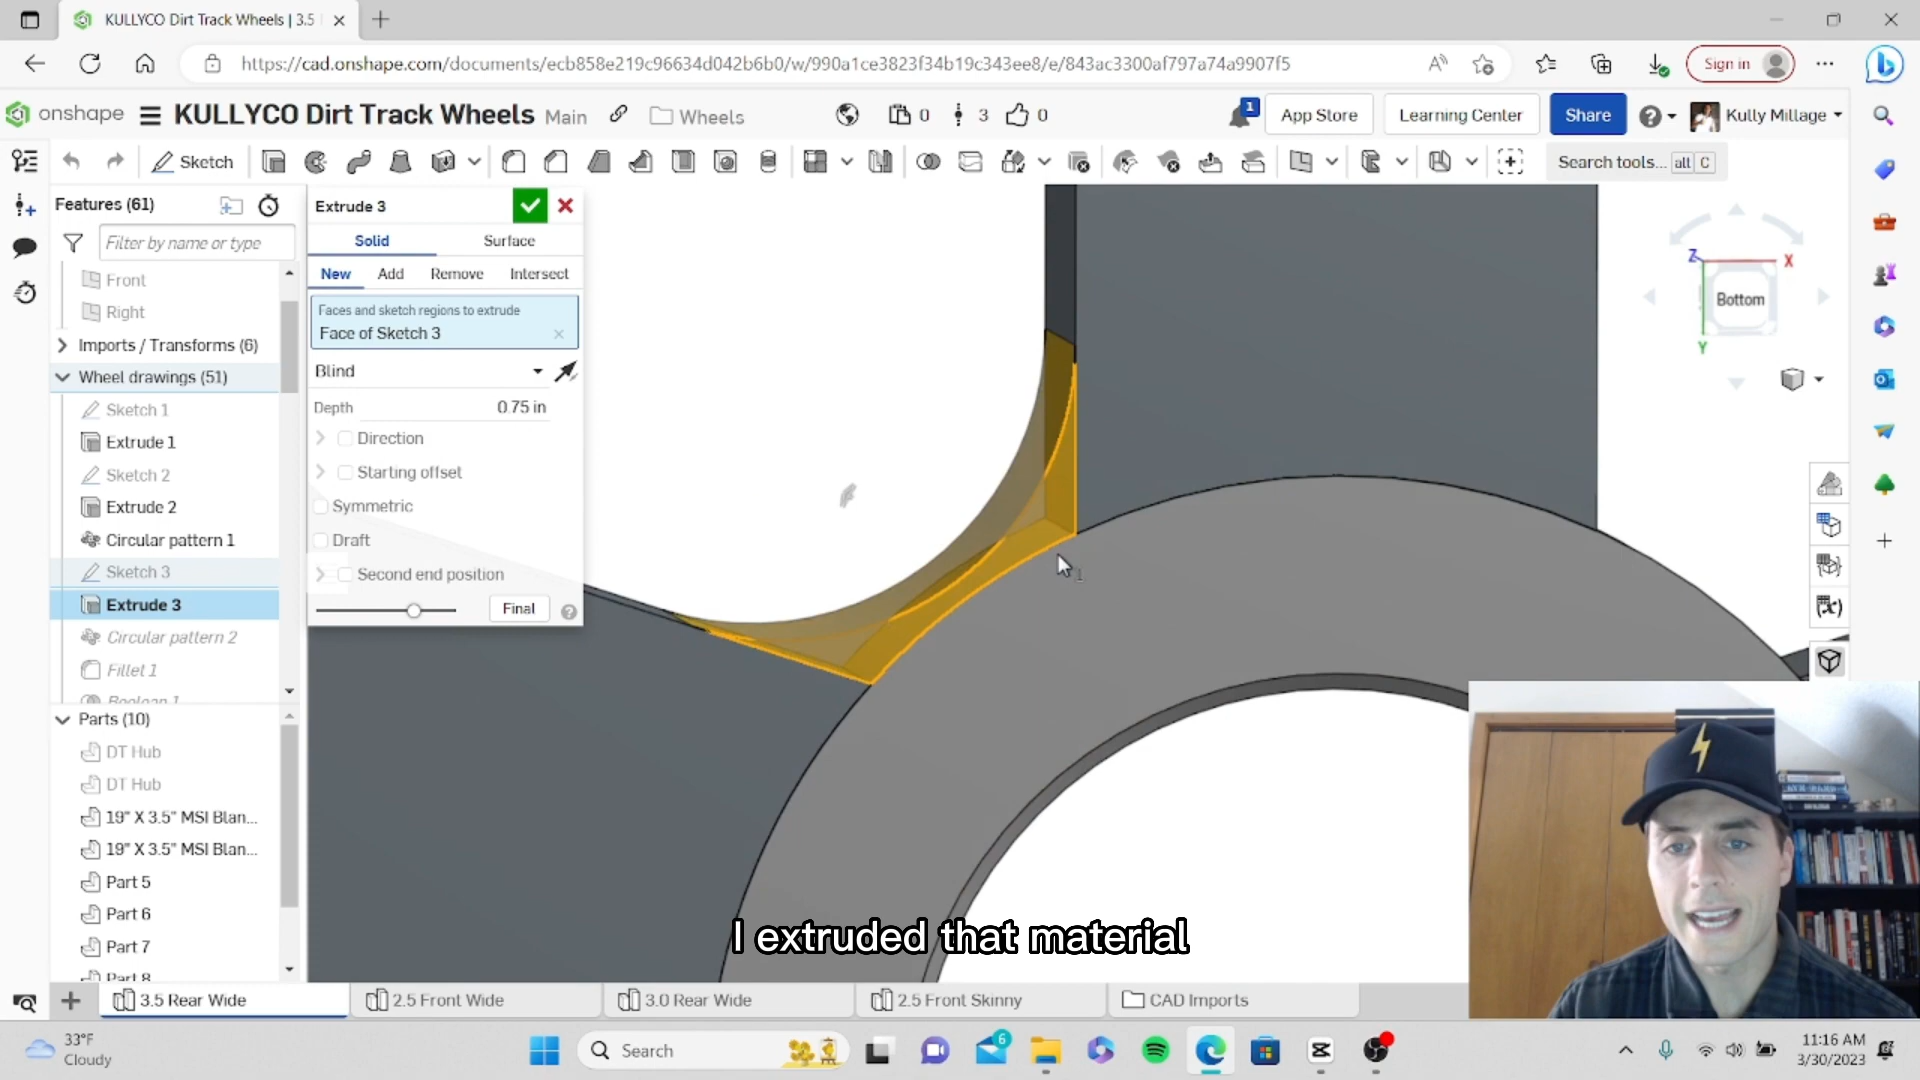 KULLYCO Dirt Track Wheels | 3.5
https://cad.onshape.com/documents/ecb858e219c96634d042b6b0/w/990a1ce3823f34b19c343ee8/e/843ac3300af797a74a9907f5
Sign in
onshape
KULLYCO Dirt Track Wheels Main
Wheels
0
3
0
1
App Store
Learning Center
Share
Kully Millage
Sketch
Search tools... alt C
Features (61)
Filter by name or type
Front
Right
Imports / Transforms (6)
Wheel drawings (51)
Sketch 1
Extrude 1
Sketch 2
Extrude 2
Circular pattern 1
Sketch 3
Extrude 3
Circular pattern 2
Fillet 1
Boolean 1
Parts (10)
DT Hub
DT Hub
19" X 3.5" MSI Blan...
19" X 3.5" MSI Blan...
Part 5
Part 6
Part 7
Part 8
Extrude 3
Solid
Surface
New
Add
Remove
Intersect
Faces and sketch regions to extrude
Face of Sketch 3
Blind
Depth
0.75 in
Direction
Starting offset
Symmetric
Draft
Second end position
Final
Z
X
Bottom
Y
I extruded that material
3.5 Rear Wide
2.5 Front Wide
3.0 Rear Wide
2.5 Front Skinny
CAD Imports
33°F
Cloudy
Search
6
11:16 AM
3/30/2023